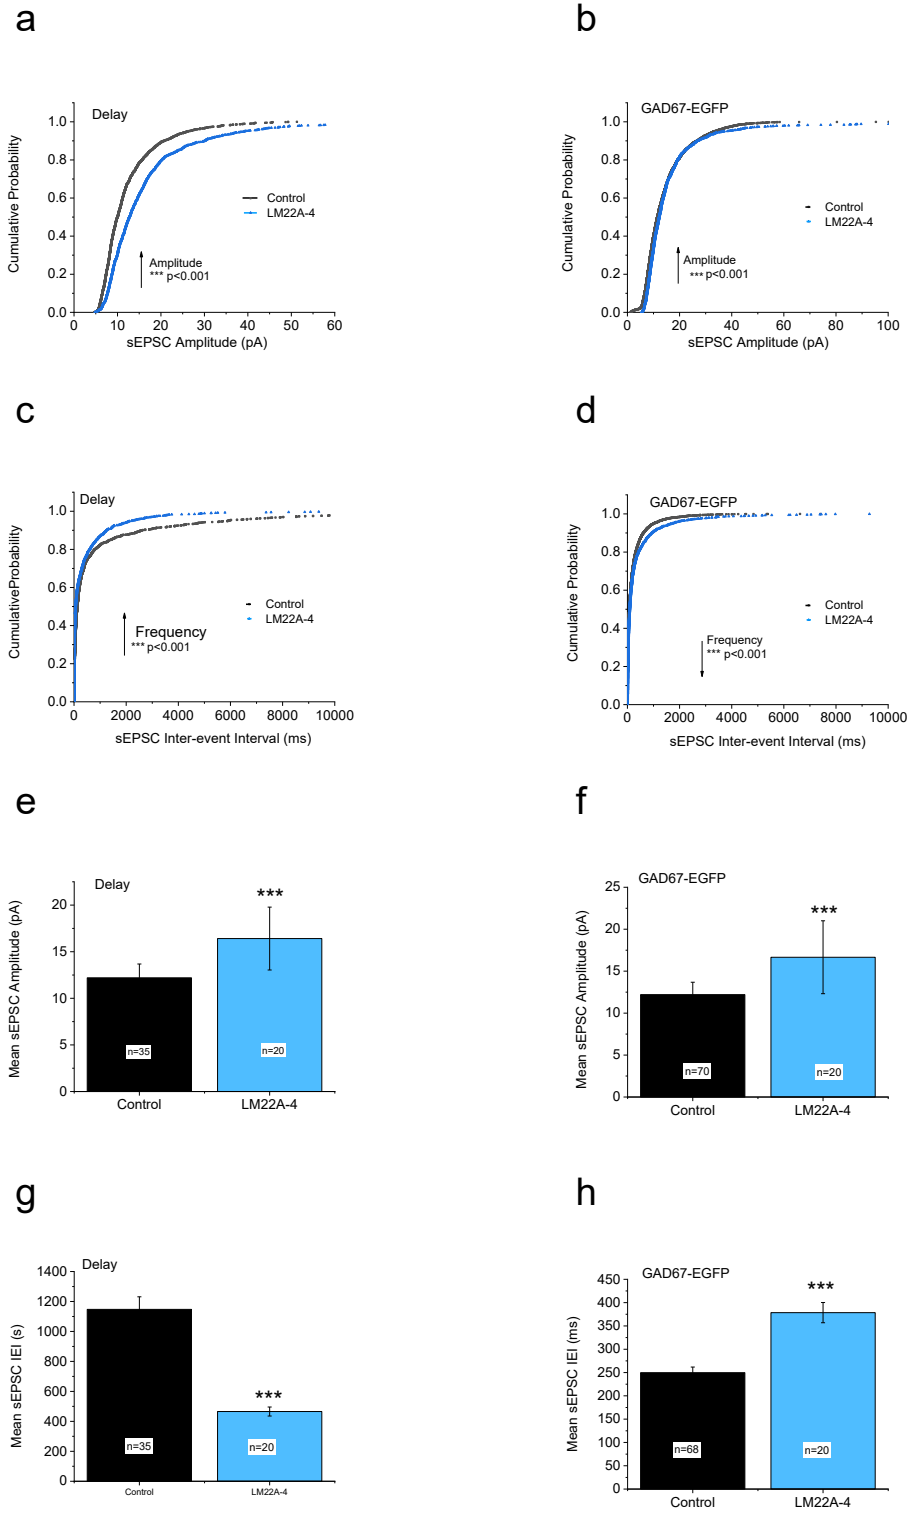 a
Delay
Cumulative Probability
1.0
0.8
0.6
0.4
0.2
0.0
Control
LM22A-4
Amplitude
*** p<0.001
0 10 20 30 40 50 60
sEPSC Amplitude (pA)
b
GAD67-EGFP
Cumulative Probability
1.0
0.8
0.6
0.4
0.2
0.0
Control
LM22A-4
Amplitude
*** p<0.001
0 20 40 60 80 100
sEPSC Amplitude (pA)
c
Delay
CumulativeProbability
1.0
0.8
0.6
0.4
0.2
0.0
Control
LM22A-4
Frequency
*** p<0.001
0 2000 4000 6000 8000 10000
sEPSC Inter-event Interval (ms)
d
GAD67-EGFP
Cumulative Probability
1.0
0.8
0.6
0.4
0.2
0.0
Control
LM22A-4
Frequency
*** p<0.001
0 2000 4000 6000 8000 10000
sEPSC Inter-event Interval (ms)
e
Delay
Mean sEPSC Amplitude (pA)
20
15
10
5
0
***
n=35
n=20
Control LM22A-4
f
GAD67-EGFP
Mean sEPSC Amplitude (pA)
25
20
15
10
5
0
***
n=70
n=20
Control LM22A-4
g
Delay
Mean sEPSC IEI (s)
1400
1200
1000
800
600
400
200
0
***
n=35
n=20
Control LM22A-4
h
GAD67-EGFP
Mean sEPSC IEI (ms)
450
400
350
300
250
200
150
100
50
0
***
n=68
n=20
Control LM22A-4